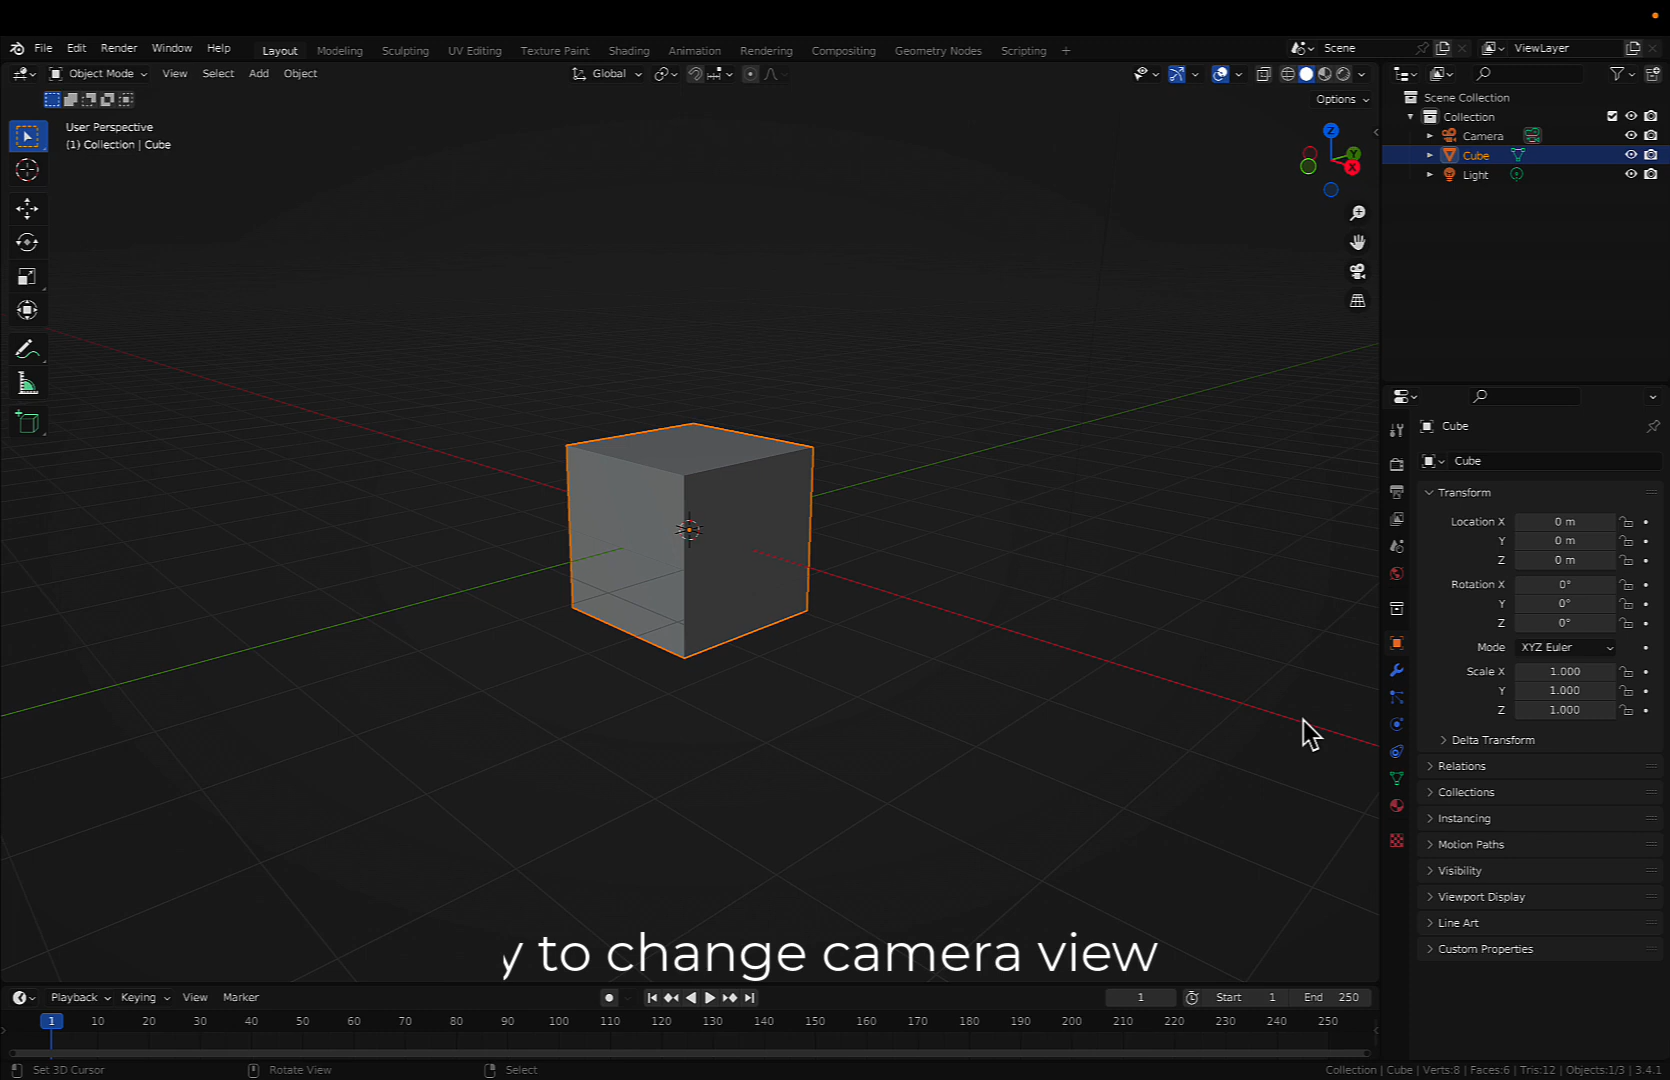 File Edit Render Window Help Layout Modeling Sculpting UV Editing Texture Paint Shading Animation Rendering Compositing Geometry Nodes Scripting + Scene ViewLayer
Object Mode View Select Add Object Global
Options
User Perspective
(1) Collection | Cube
Z
Y
X
Scene Collection
Collection
Camera
Cube
Light
Cube
Cube
Transform
Location X 0 m
Y 0 m
Z 0 m
Rotation X 0°
Y 0°
Z 0°
Mode XYZ Euler
Scale X 1.000
Y 1.000
Z 1.000
Delta Transform
Relations
Collections
Instancing
Motion Paths
Visibility
Viewport Display
Line Art
Custom Properties
y to change camera view
Playback Keying View Marker 1 Start 1 End 250
1 10 20 30 40 50 60 70 80 90 100 110 120 130 140 150 160 170 180 190 200 210 220 230 240 250
Set 3D Cursor Rotate View Select Collection | Cube | Verts:8 | Faces:6 | Tris:12 | Objects:1/3 | 3.4.1